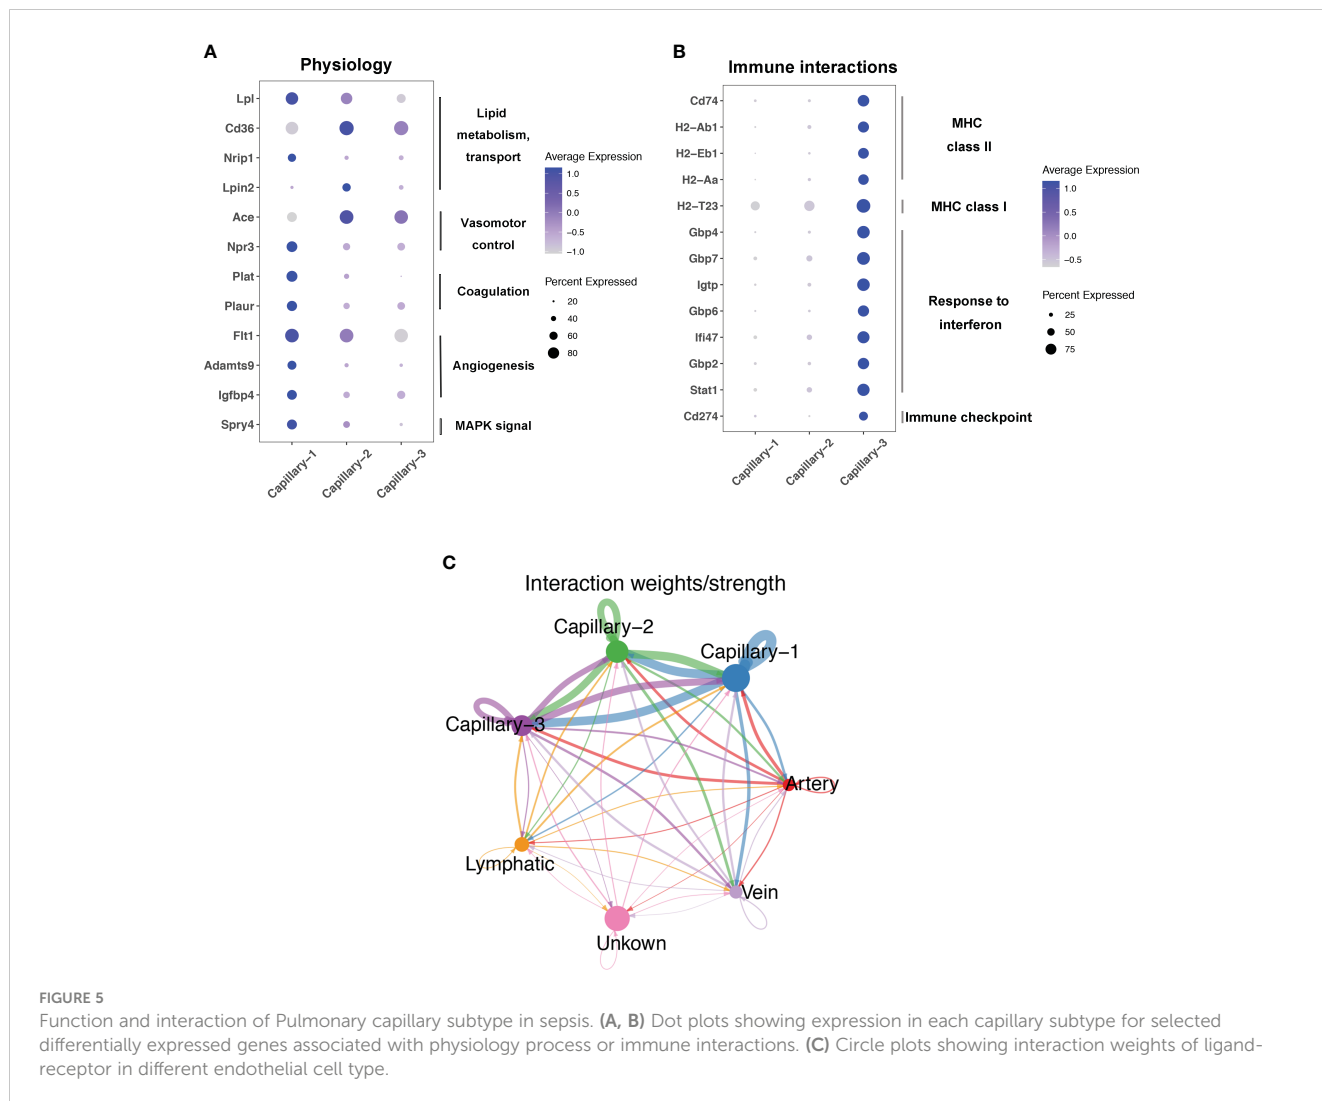 A
Physiology
Lpl
Cd36
Nrip1
Lpin2
Ace
Npr3
Plat
Plaur
Flt1
Adamts9
Igfbp4
Spry4
Capillary−1
Capillary−2
Capillary−3
Lipid
metabolism,
transport
Vasomotor
control
Coagulation
Angiogenesis
MAPK signal
Average Expression
1.0
0.5
0.0
−0.5
−1.0
Percent Expressed
20
40
60
80
B
Immune interactions
Cd74
H2−Ab1
H2−Eb1
H2−Aa
H2−T23
Gbp4
Gbp7
Igtp
Gbp6
Ifi47
Gbp2
Stat1
Cd274
Capillary−1
Capillary−2
Capillary−3
MHC
class II
MHC class I
Response to
interferon
Immune checkpoint
Average Expression
1.0
0.5
0.0
−0.5
Percent Expressed
25
50
75
C
Interaction weights/strength
Capillary−2
Capillary−1
Capillary−3
Artery
Lymphatic
Vein
Unkown
FIGURE 5
Function and interaction of Pulmonary capillary subtype in sepsis. (A, B) Dot plots showing expression in each capillary subtype for selected
differentially expressed genes associated with physiology process or immune interactions. (C) Circle plots showing interaction weights of ligand-
receptor in different endothelial cell type.